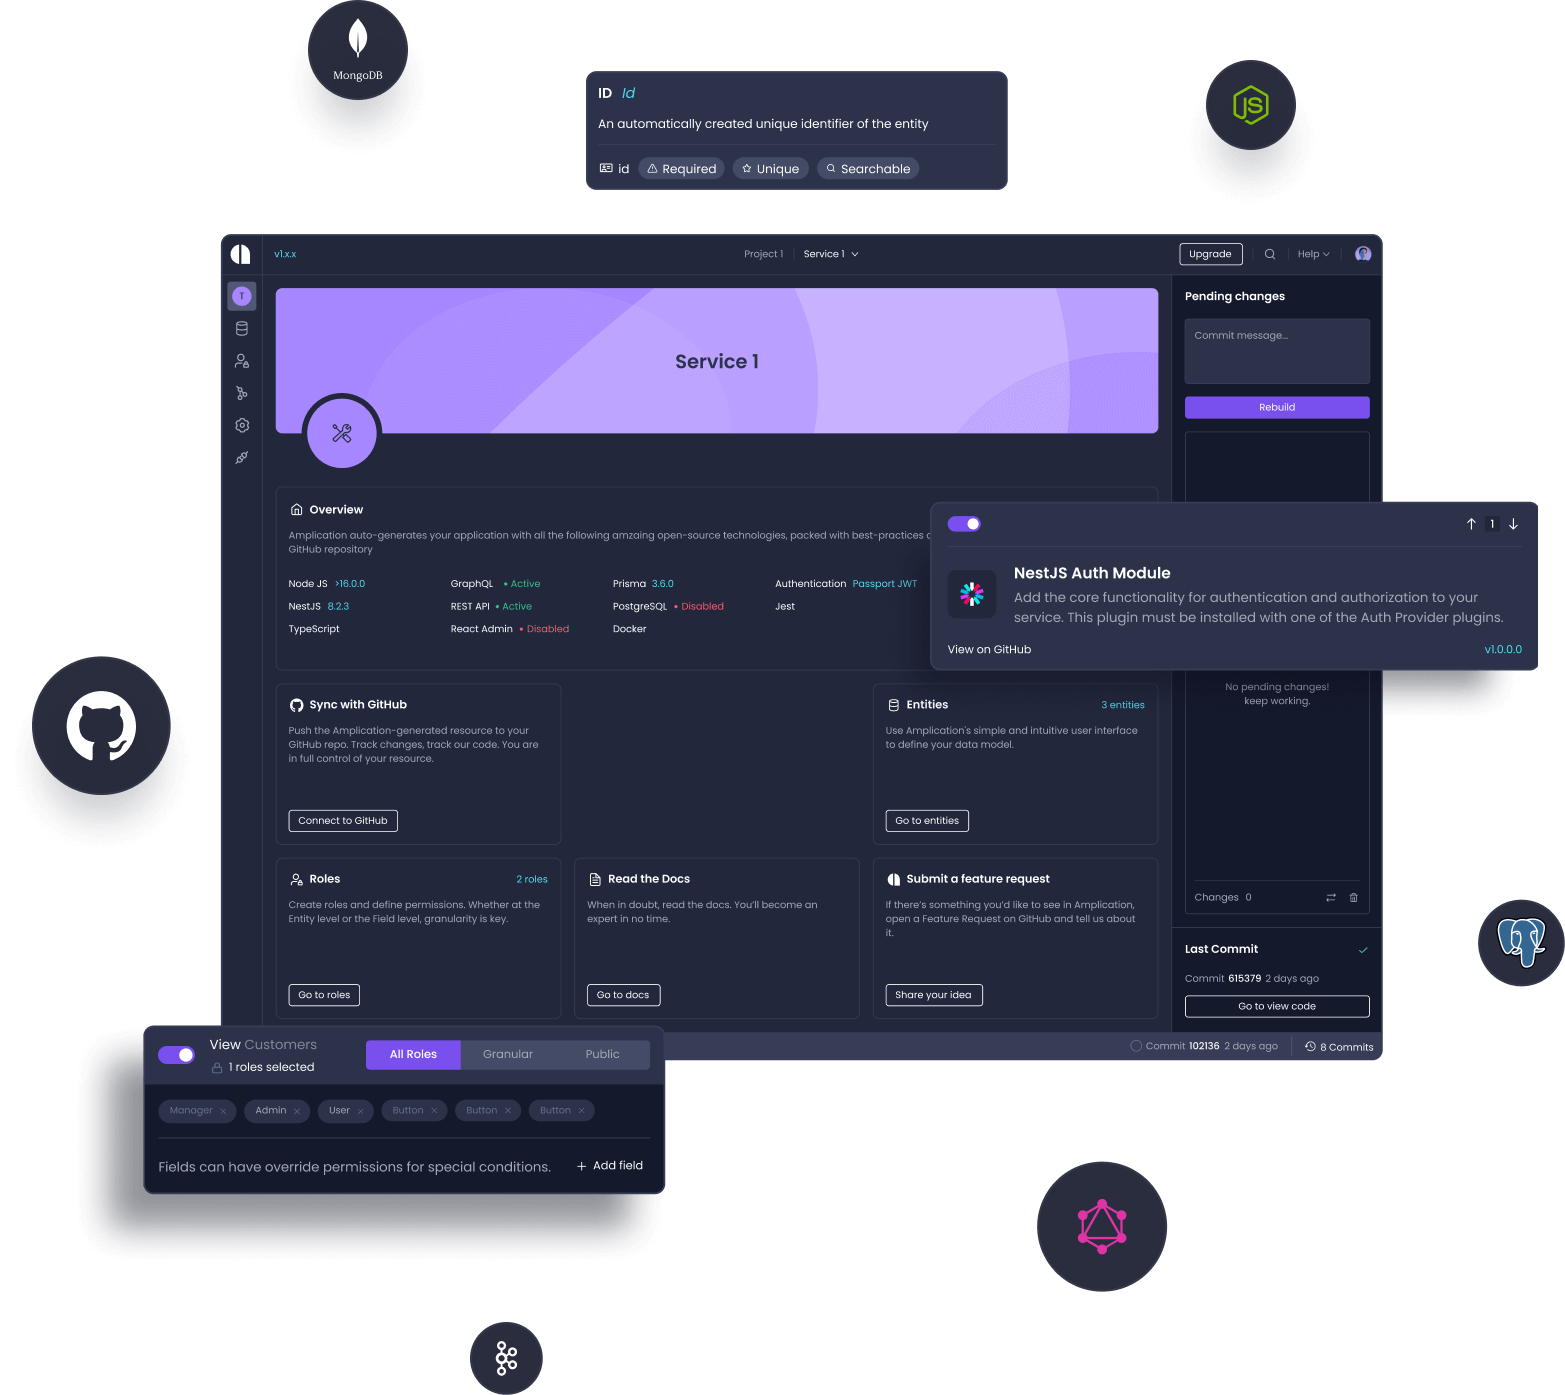 MongoDB
ID Id
An automatically created unique identifier of the entity
id Required Unique Searchable
JS
v1.x.x
Project 1 Service 1
Upgrade
Help
T
Service 1
Pending changes
Commit message...
Rebuild
Overview
Amplication auto-generates your application with all the following amzaing open-source technologies, packed with best-practices
GitHub repository
Node JS >16.0.0
GraphQL • Active
Prisma 3.6.0
Authentication Passport JWT
NestJS 8.2.3
REST API • Active
PostgreSQL • Disabled
Jest
TypeScript
React Admin • Disabled
Docker
1
NestJS Auth Module
Add the core functionality for authentication and authorization to your
service. This plugin must be installed with one of the Auth Provider plugins.
View on GitHub
v1.0.0.0
No pending changes!
keep working.
Sync with GitHub
Push the Amplication-generated resource to your
GitHub repo. Track changes, track our code. You are
in full control of your resource.
Connect to GitHub
Entities
3 entities
Use Amplication's simple and intuitive user interface
to define your data model.
Go to entities
Roles
2 roles
Create roles and define permissions. Whether at the
Entity level or the Field level, granularity is key.
Go to roles
Read the Docs
When in doubt, read the docs. You'll become an
expert in no time.
Go to docs
Submit a feature request
If there's something you'd like to see in Amplication,
open a Feature Request on GitHub and tell us about
it.
Share your idea
Changes 0
Last Commit
Commit 615379 2 days ago
Go to view code
Commit 102136 2 days ago
8 Commits
View Customers
1 roles selected
All Roles
Granular
Public
Manager ×
Admin ×
User ×
Button ×
Button ×
Button ×
Fields can have override permissions for special conditions.
+ Add field